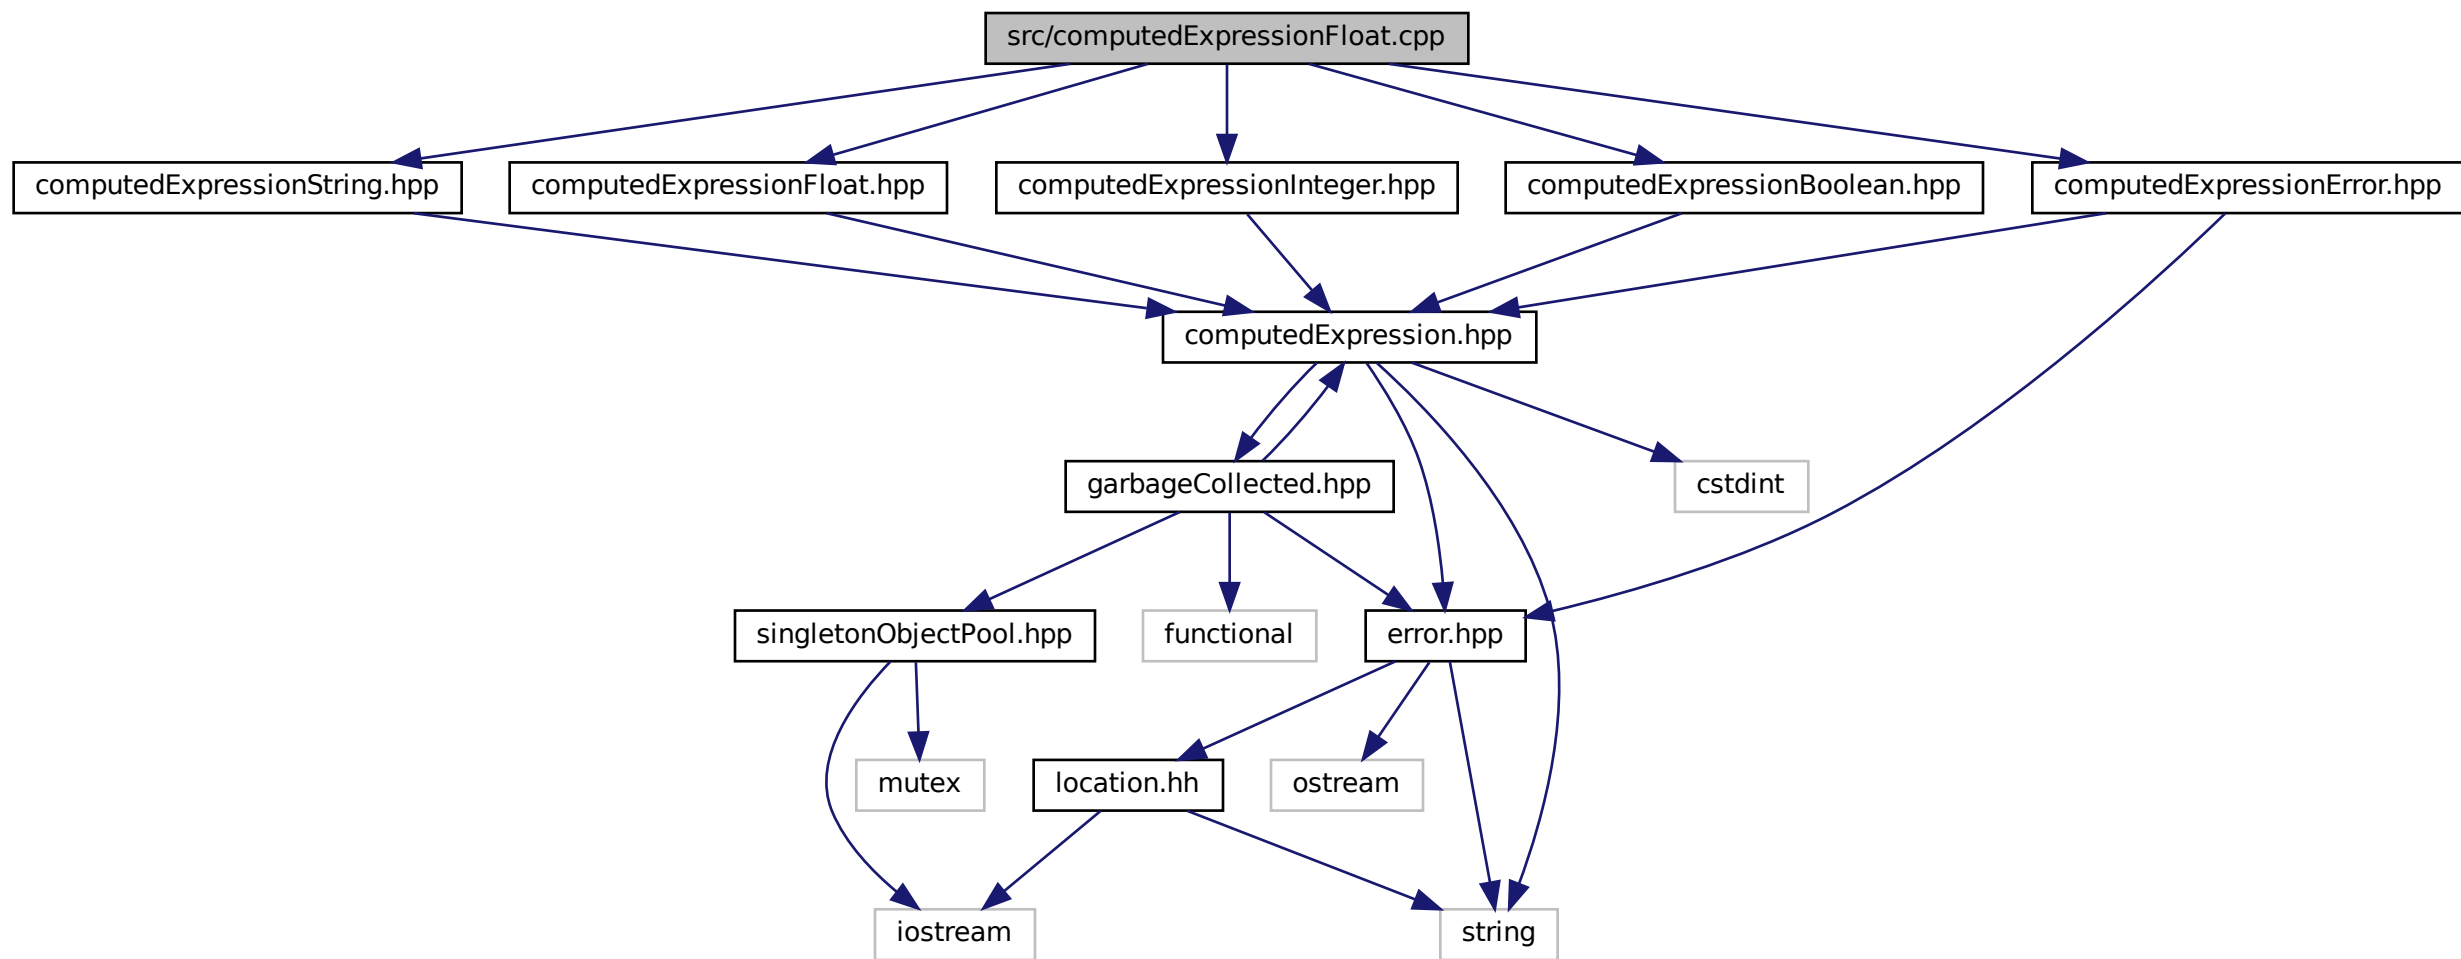 src/computedExpressionFloat.cpp
computedExpressionString.hpp
computedExpressionFloat.hpp
computedExpressionInteger.hpp
computedExpressionBoolean.hpp
computedExpressionError.hpp
computedExpression.hpp
garbageCollected.hpp
cstdint
singletonObjectPool.hpp
functional
error.hpp
mutex
location.hh
ostream
iostream
string